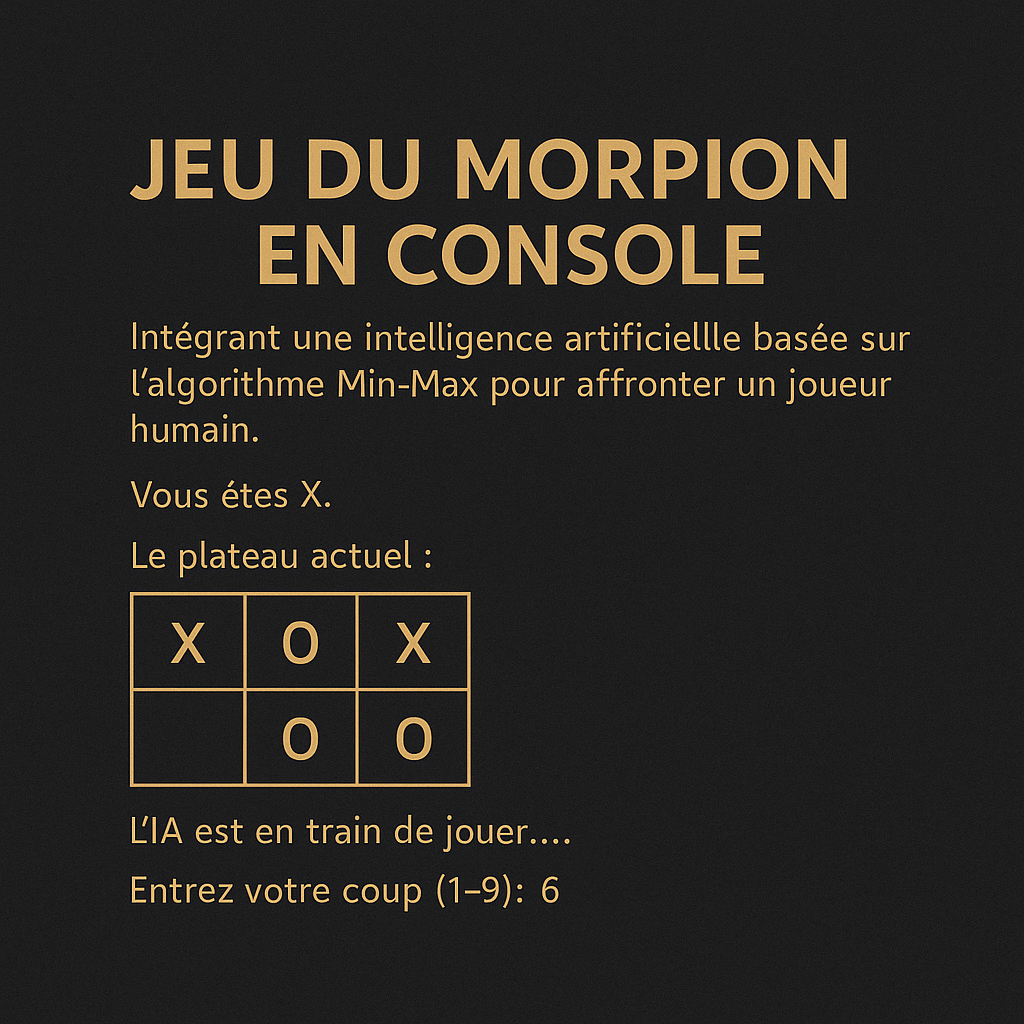 JEU DU MORPION
EN CONSOLE
Intégrant une intelligence artificiellle basée sur
l'algorithme Min-Max pour affronter un joueur
humain.
Vous étes X.
Le plateau actuel :
X O X
O O
L'IA est en train de jouer....
Entrez votre coup (1–9): 6